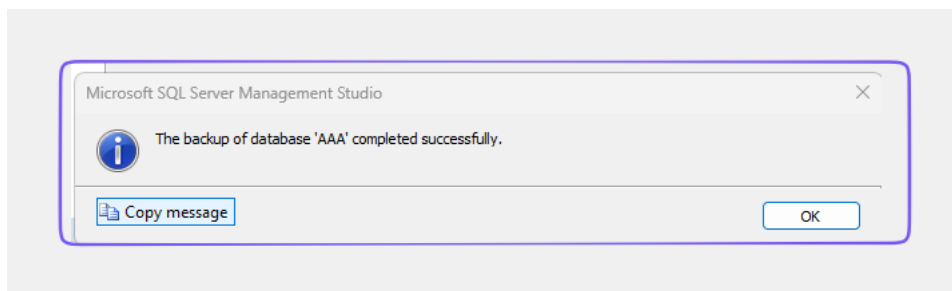 Microsoft SQL Server Management Studio
The backup of database 'AAA' completed successfully.
Copy message
OK